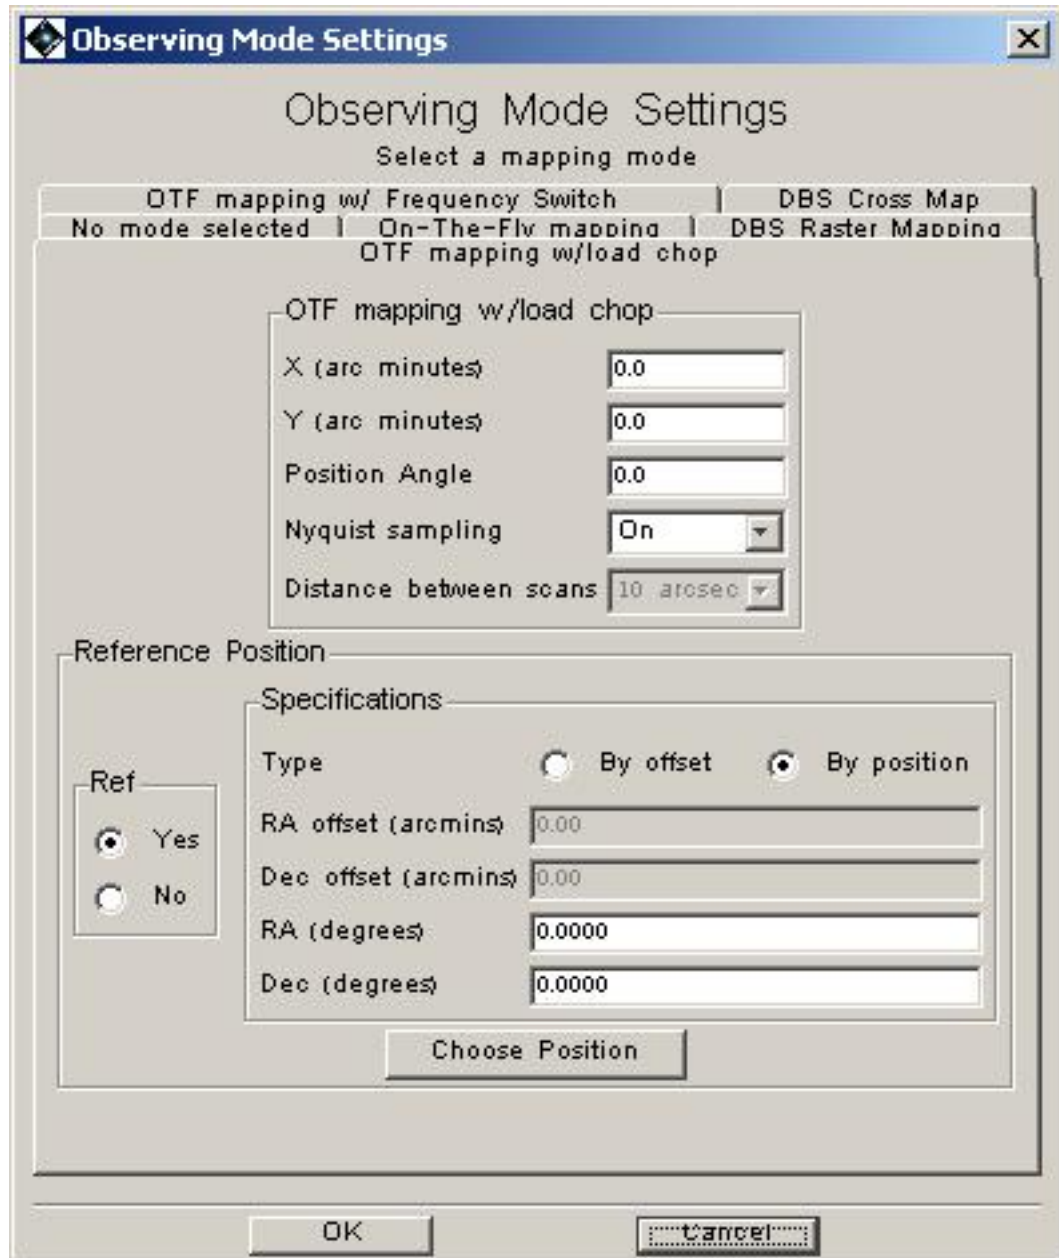 Observing Mode Settings
Observing Mode Settings
Select a mapping mode
OTF mapping w/ Frequency Switch
DBS Cross Map
No mode selected
On-The-Fly mapping
DBS Raster Mapping
OTF mapping w/load chop
OTF mapping w/load chop
X (arc minutes) 0.0
Y (arc minutes) 0.0
Position Angle 0.0
Nyquist sampling On
Distance between scans 10 arcsec
Reference Position
Ref
Yes
No
Specifications
Type By offset By position
RA offset (arcmins) 0.00
Dec offset (arcmins) 0.00
RA (degrees) 0.0000
Dec (degrees) 0.0000
Choose Position
OK
Cancel